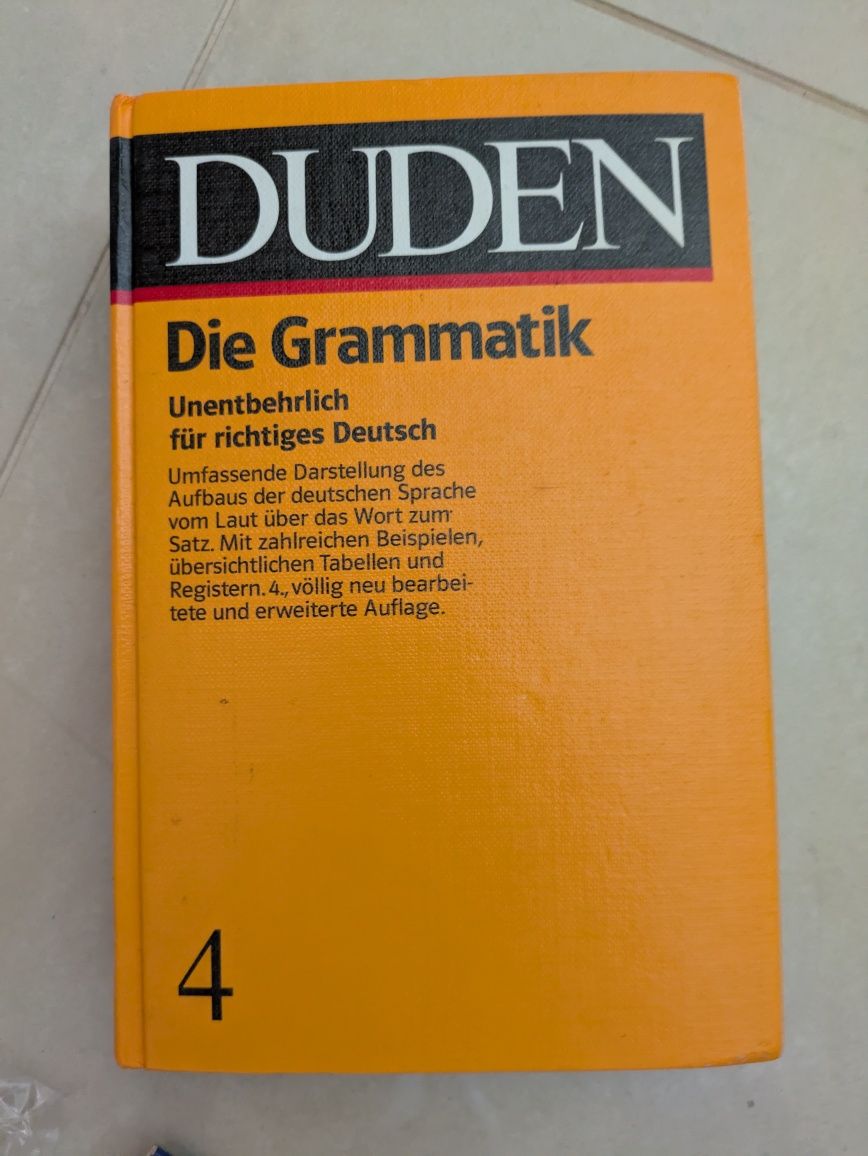 DUDEN
Die Grammatik
Unentbehrlich
für richtiges Deutsch
Umfassende Darstellung des
Aufbaus der deutschen Sprache
vom Laut über das Wort zum
Satz. Mit zahlreichen Beispielen,
übersichtlichen Tabellen und
Registern. 4., völlig neu bearbei-
tete und erweiterte Auflage.
4